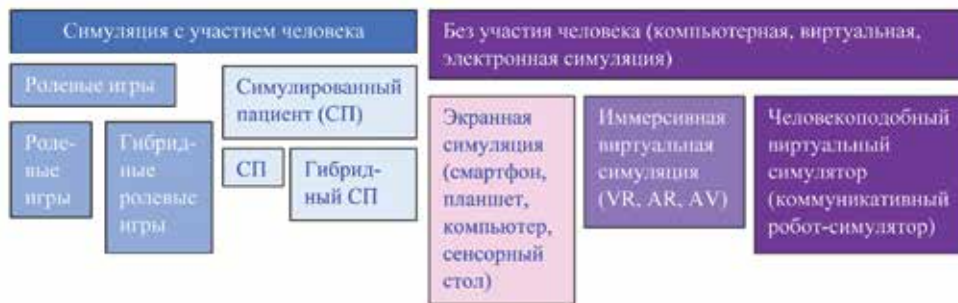 Симуляция с участием человека
Без участия человека (компьютерная, виртуальная,
электронная симуляция)
Ролевые игры
Роле-
вые
игры
Гибрид-
ные
ролевые
игры
Симулированный
пациент (СП)
СП
Гибрид-
ный СП
Экранная
симуляция
(смартфон,
планшет,
компьютер,
сенсорный
стол)
Иммерсивная
виртуальная
симуляция
(VR, AR, AV)
Человекоподобный
виртуальный
симулятор
(коммуникативный
робот-симулятор)